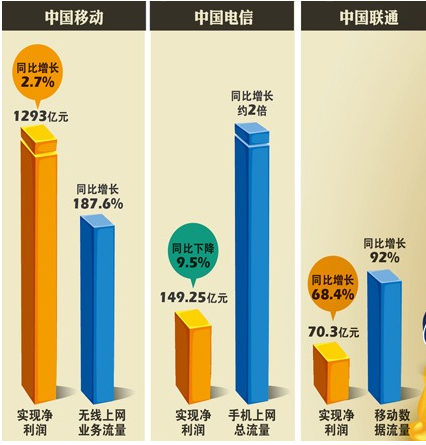 中国移动
同比增长
2.7%
1293亿元
同比增长
187.6%
实现净
利润
无线上网
业务流量
中国电信
同比增长
约2倍
同比下降
9.5%
149.25亿元
实现净
利润
手机上网
总流量
中国联通
同比增长
92%
同比增长
68.4%
70.3亿元
实现净
利润
移动数
据流量